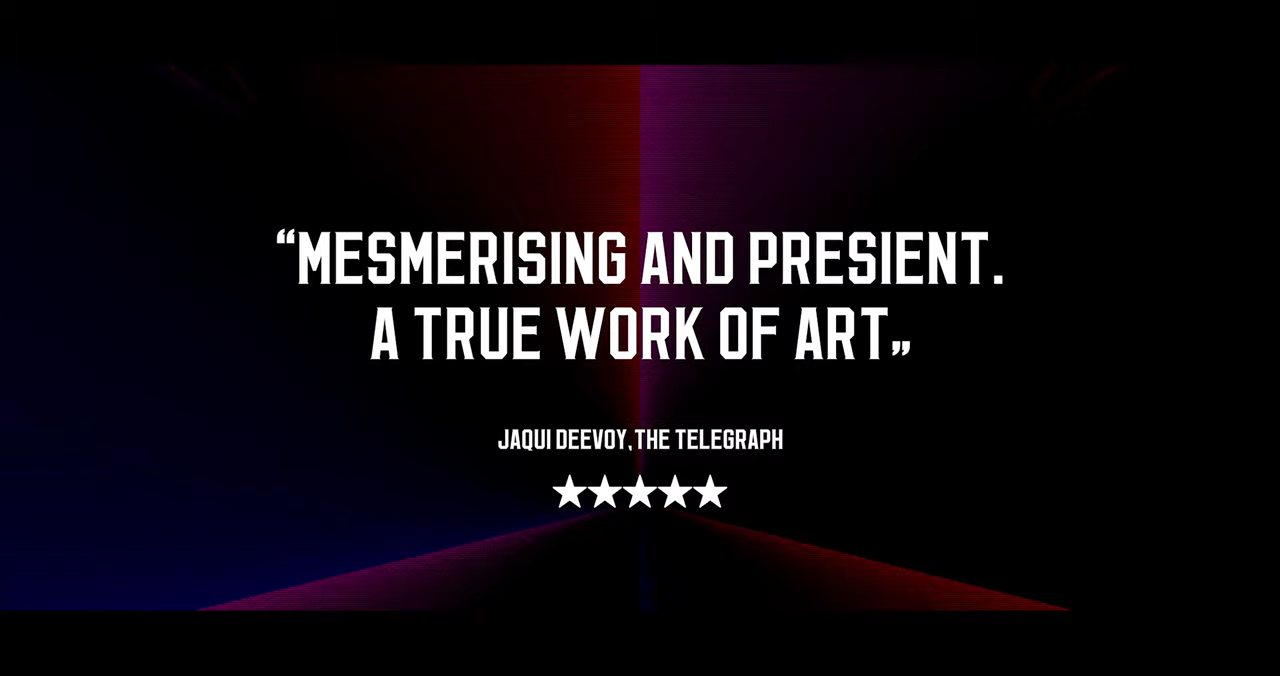 “MESMERISING AND PRESIENT.
A TRUE WORK OF ART„
JAQUI DEEVOY, THE TELEGRAPH
★★★★★